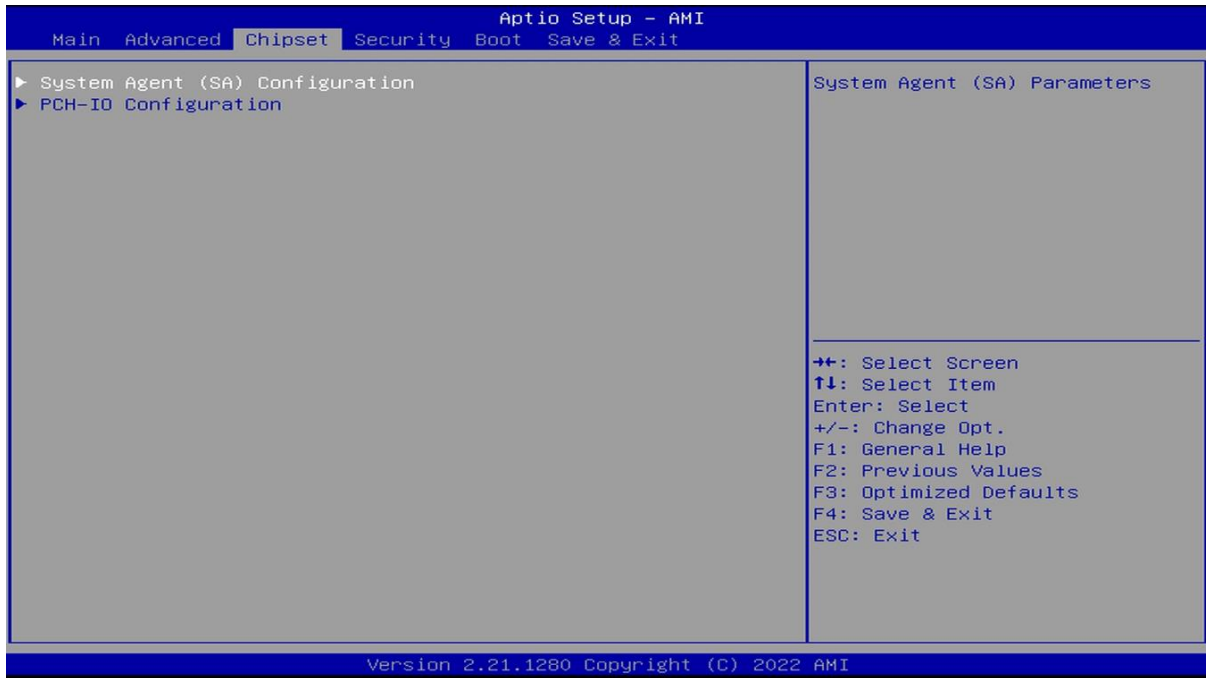 Aptio Setup - AMI
Main Advanced Chipset Security Boot Save & Exit
▶ System Agent (SA) Configuration
▶ PCH-IO Configuration
System Agent (SA) Parameters
→←: Select Screen
↑↓: Select Item
Enter: Select
+/-: Change Opt.
F1: General Help
F2: Previous Values
F3: Optimized Defaults
F4: Save & Exit
ESC: Exit
Version 2.21.1280 Copyright (C) 2022 AMI